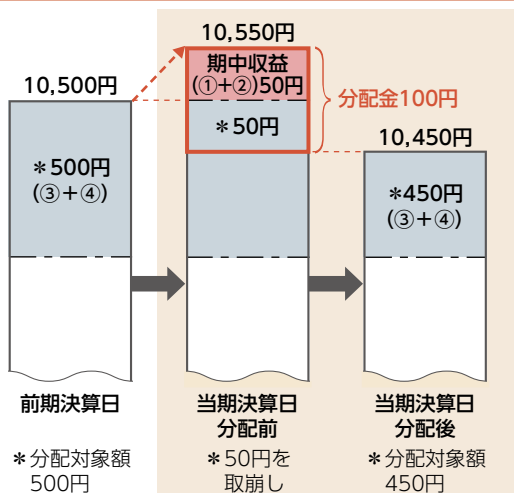 10,550円
10,500円
期中収益
(①+②)50円
分配金100円
*50円
10,450円
*500円
(③+④)
*450円
(③+④)
前期決算日
当期決算日
分配前
当期決算日
分配後
*分配対象額
500円
*50円を
取崩し
*分配対象額
450円